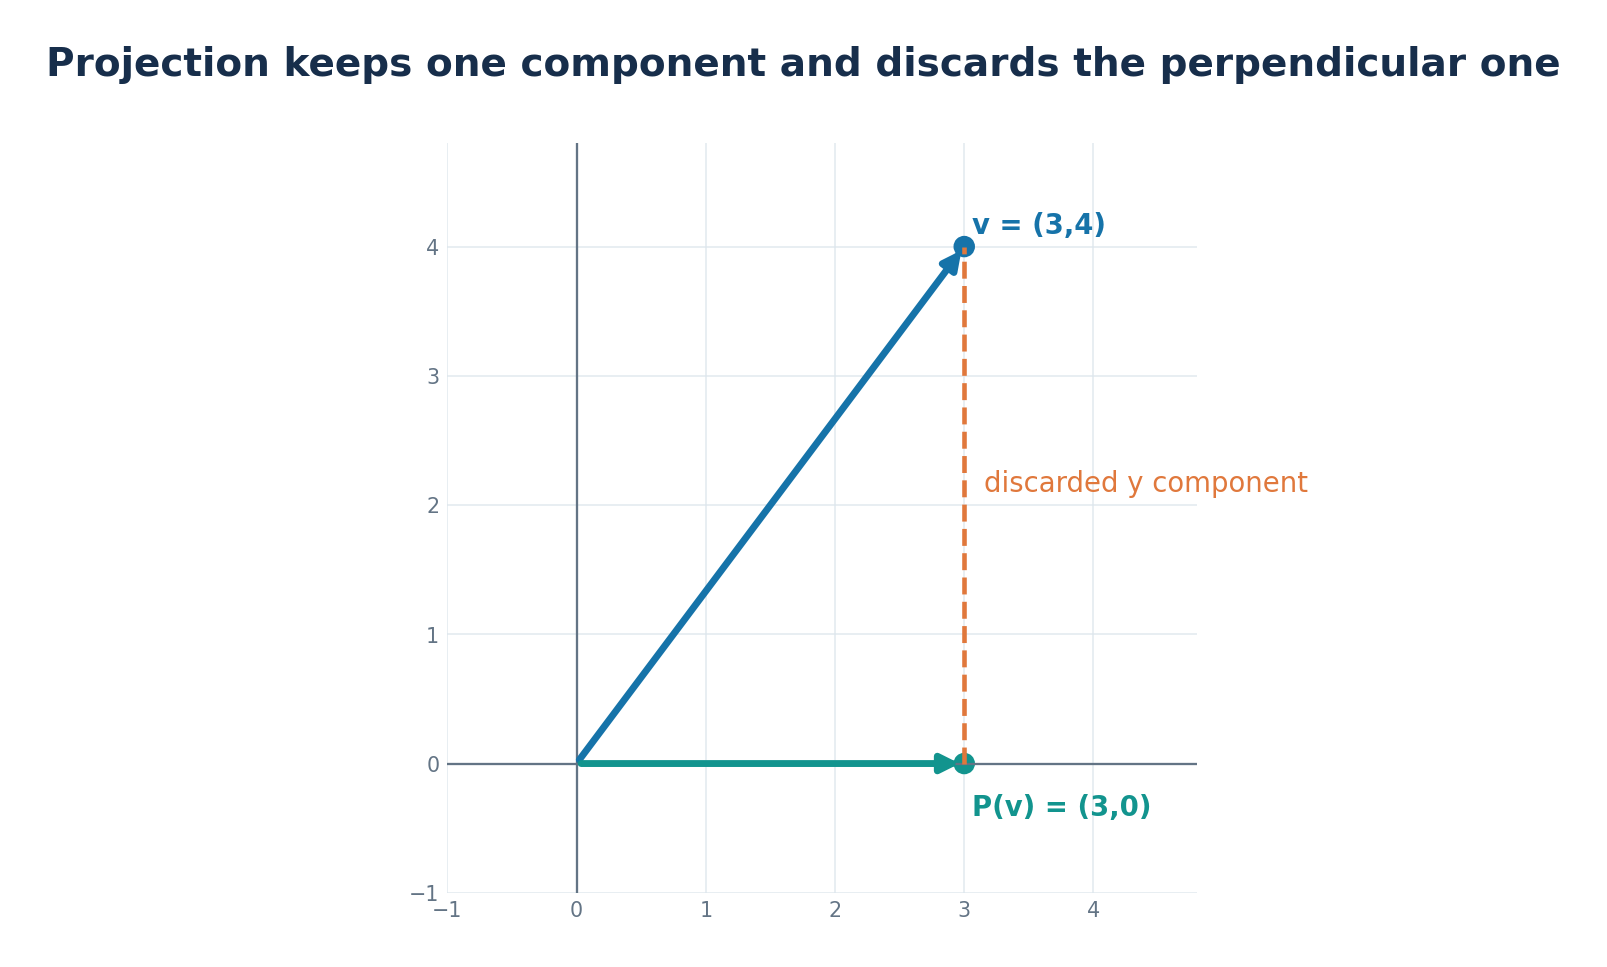 Projection keeps one component and discards the perpendicular one
v = (3,4)
4
3
discarded y component
2
1
0
P(v) = (3,0)
−1
−1 0 1 2 3 4